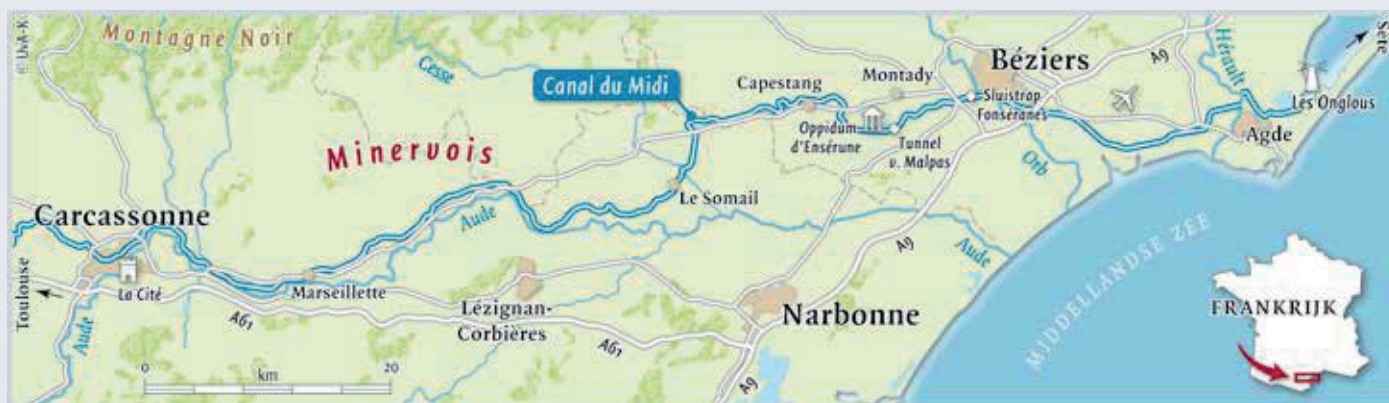 © UvA-K
Montagne Noir
Cesse
Canal du Midi
Capestang
Montady
Béziers
A9
Hérault
Sète
Sluistrap
Fonséranes
Les Onglous
Oppidum
d'Ensérune
Tunnel
v. Malpas
Agde
Minervois
Orb
Le Somail
Carcassonne
Aude
Aude
A9
MIDDELLANDSE ZEE
Toulouse
La Cité
Marseillette
Lézignan-
Corbières
Narbonne
FRANKRIJK
Aude
A61
A61
A9
0
20
km